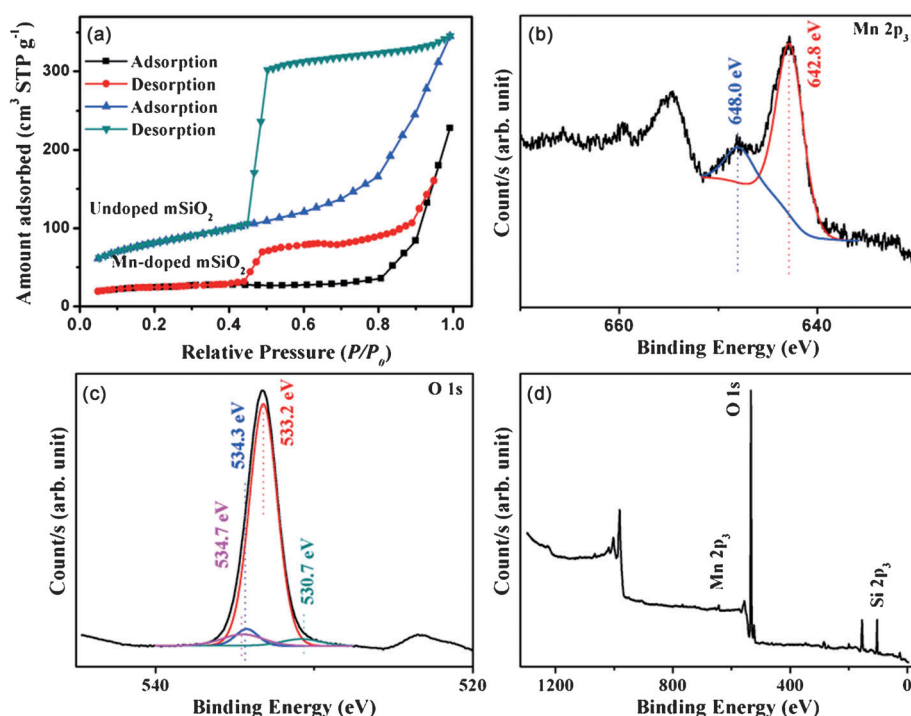 (a)
Adsorption
Desorption
Adsorption
Desorption
Undoped mSiO2
Mn-doped mSiO2
300
200
100
0
0.0 0.2 0.4 0.6 0.8 1.0
Amount adsorbed (cm³ STP g⁻¹)
Relative Pressure (P/P0)
(b)
Mn 2p3
648.0 eV
642.8 eV
Count/s (arb. unit)
660 640
Binding Energy (eV)
(c)
O 1s
534.7 eV
534.3 eV
533.2 eV
530.7 eV
Count/s (arb. unit)
540 520
Binding Energy (eV)
(d)
O 1s
Mn 2p3
Si 2p3
Count/s (arb. unit)
1200 800 400 0
Binding Energy (eV)